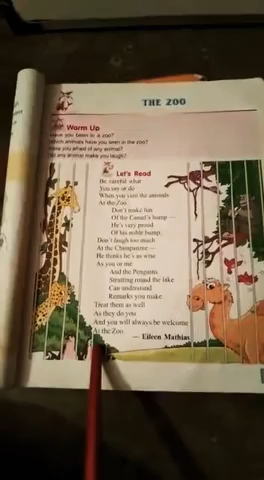 THE ZOO
Warm Up
Have you been to a zoo?
Which animals have you seen in the zoo?
Were you afraid of any animal?
Did any animal make you laugh?
Let's Read
Be careful what
You say or do
When you visit the animals
At the Zoo.
Don't make fun
Of the Camel's hump —
He's very proud
Of his noble hump.
Don't laugh too much
At the Chimpanzee —
He thinks he's as wise
As you or me.
And the Penguins
Strutting round the lake
Can understand
Remarks you make.
Treat them as well
As they do you
And you will always be welcome
At the Zoo.
— Eileen Mathias